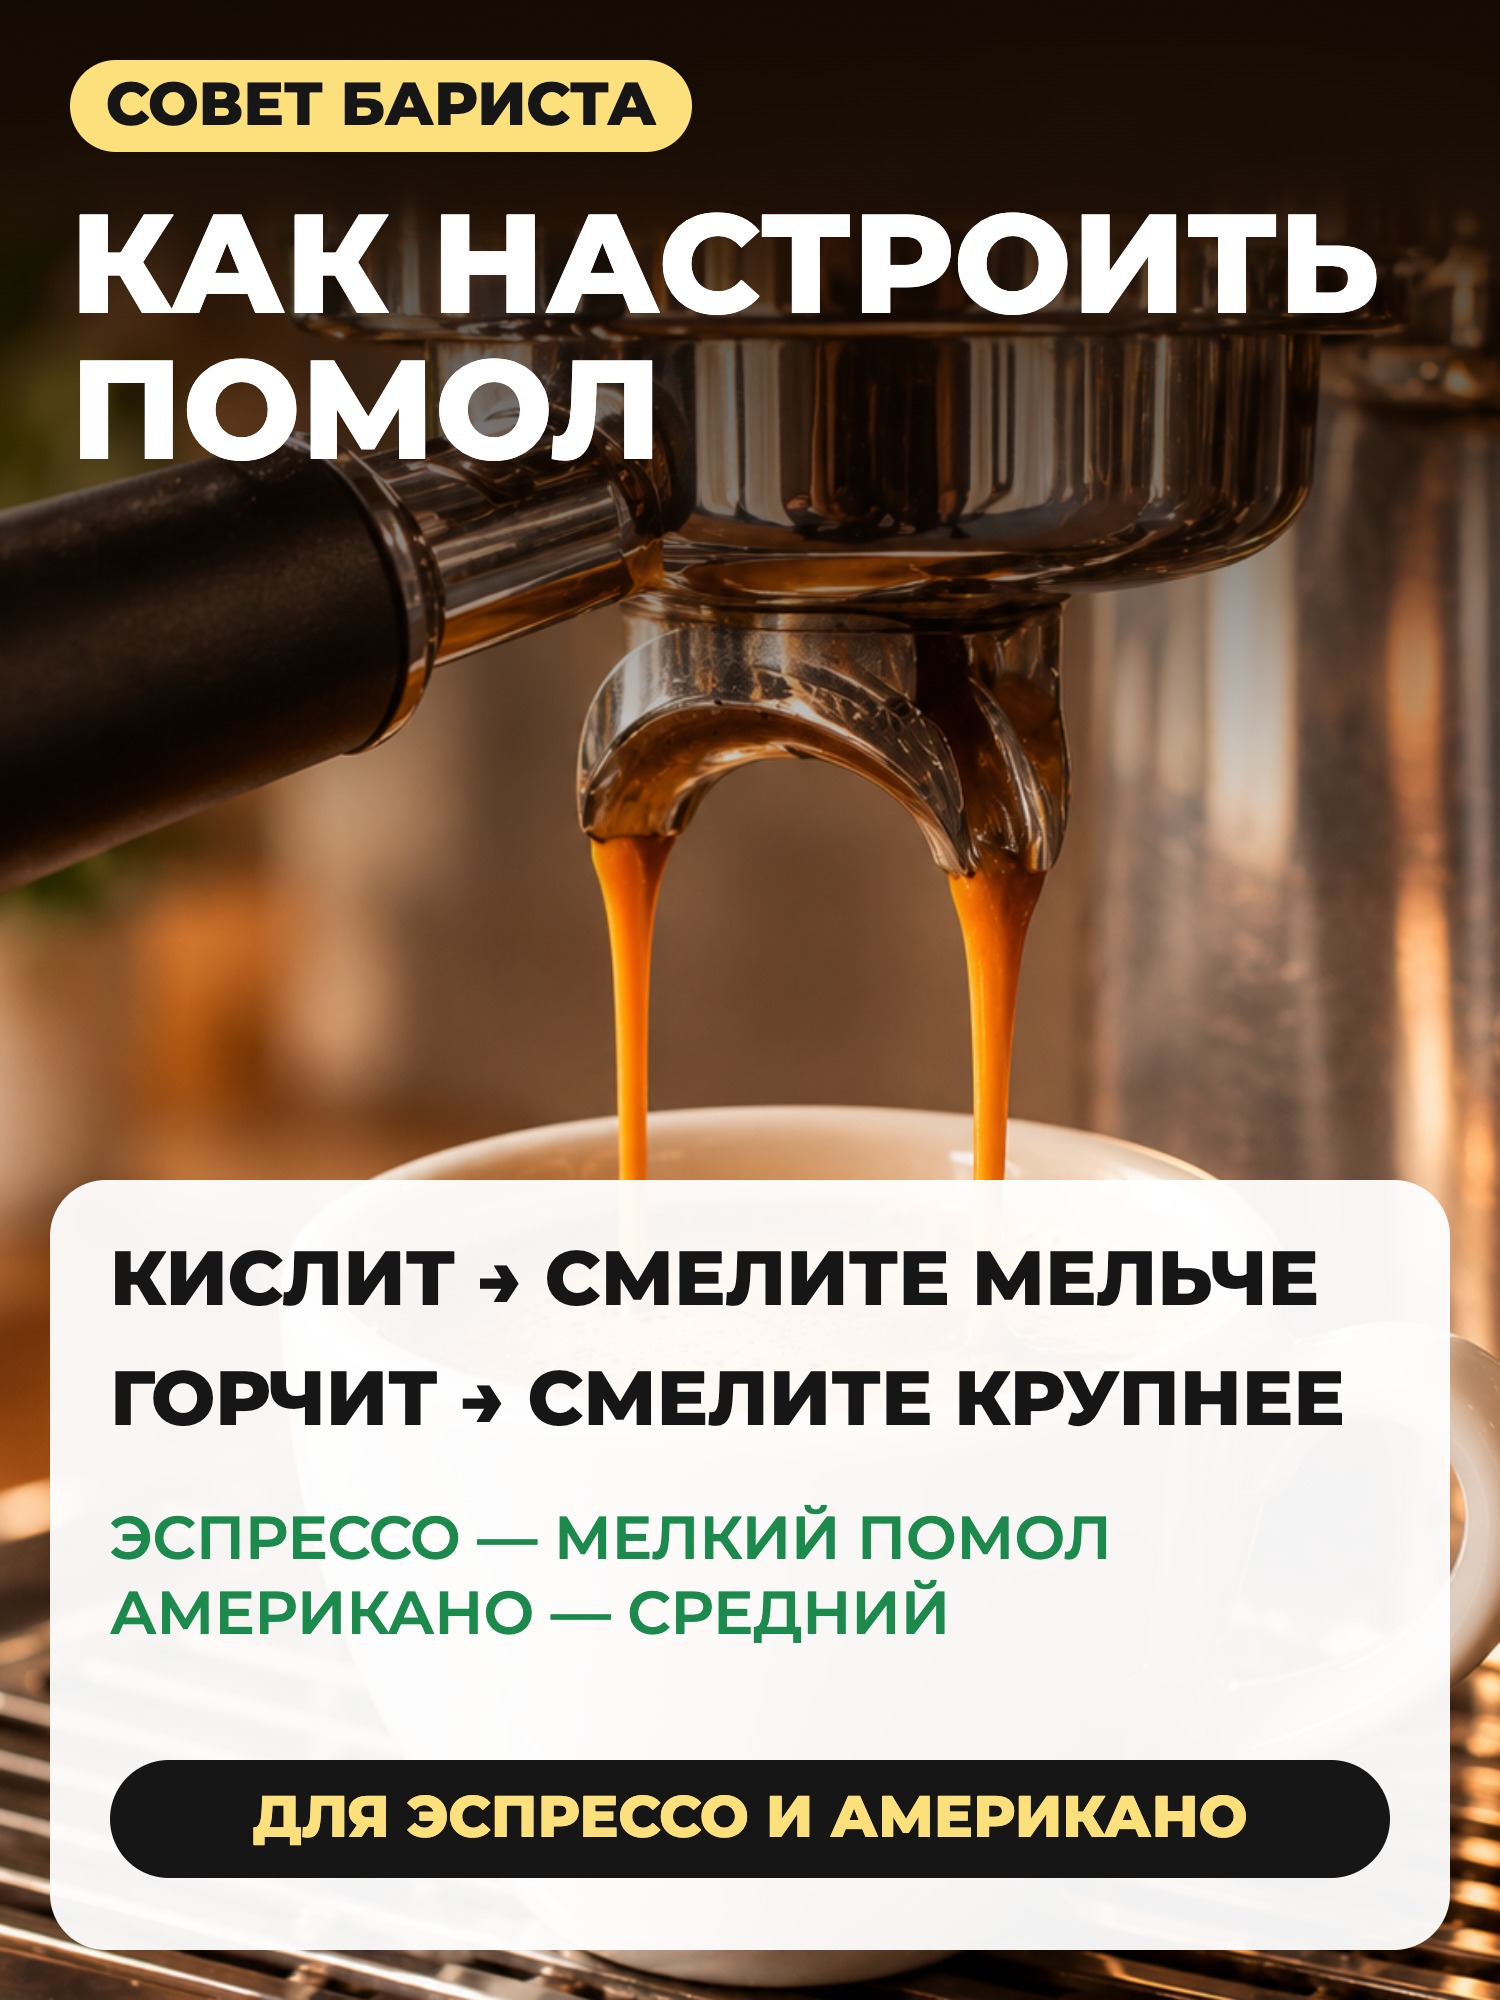 СОВЕТ БАРИСТА
КАК НАСТРОИТЬ
ПОМОЛ
КИСЛИТ → СМЕЛИТЕ МЕЛЬЧЕ
ГОРЧИТ → СМЕЛИТЕ КРУПНЕЕ
ЭСПРЕССО — МЕЛКИЙ ПОМОЛ
АМЕРИКАНО — СРЕДНИЙ
ДЛЯ ЭСПРЕССО И АМЕРИКАНО